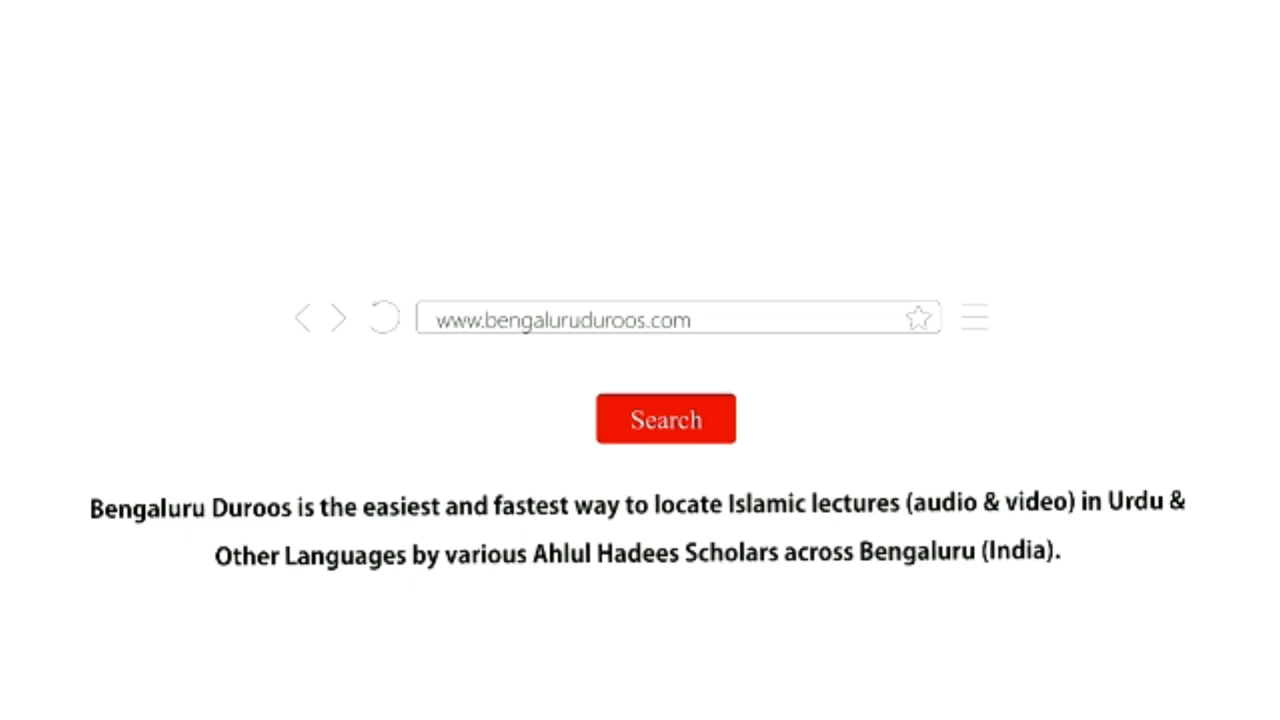 www.bengaluruduroos.com
Search
Bengaluru Duroos is the easiest and fastest way to locate Islamic lectures (audio & video) in Urdu &
Other Languages by various Ahlul Hadees Scholars across Bengaluru (India).